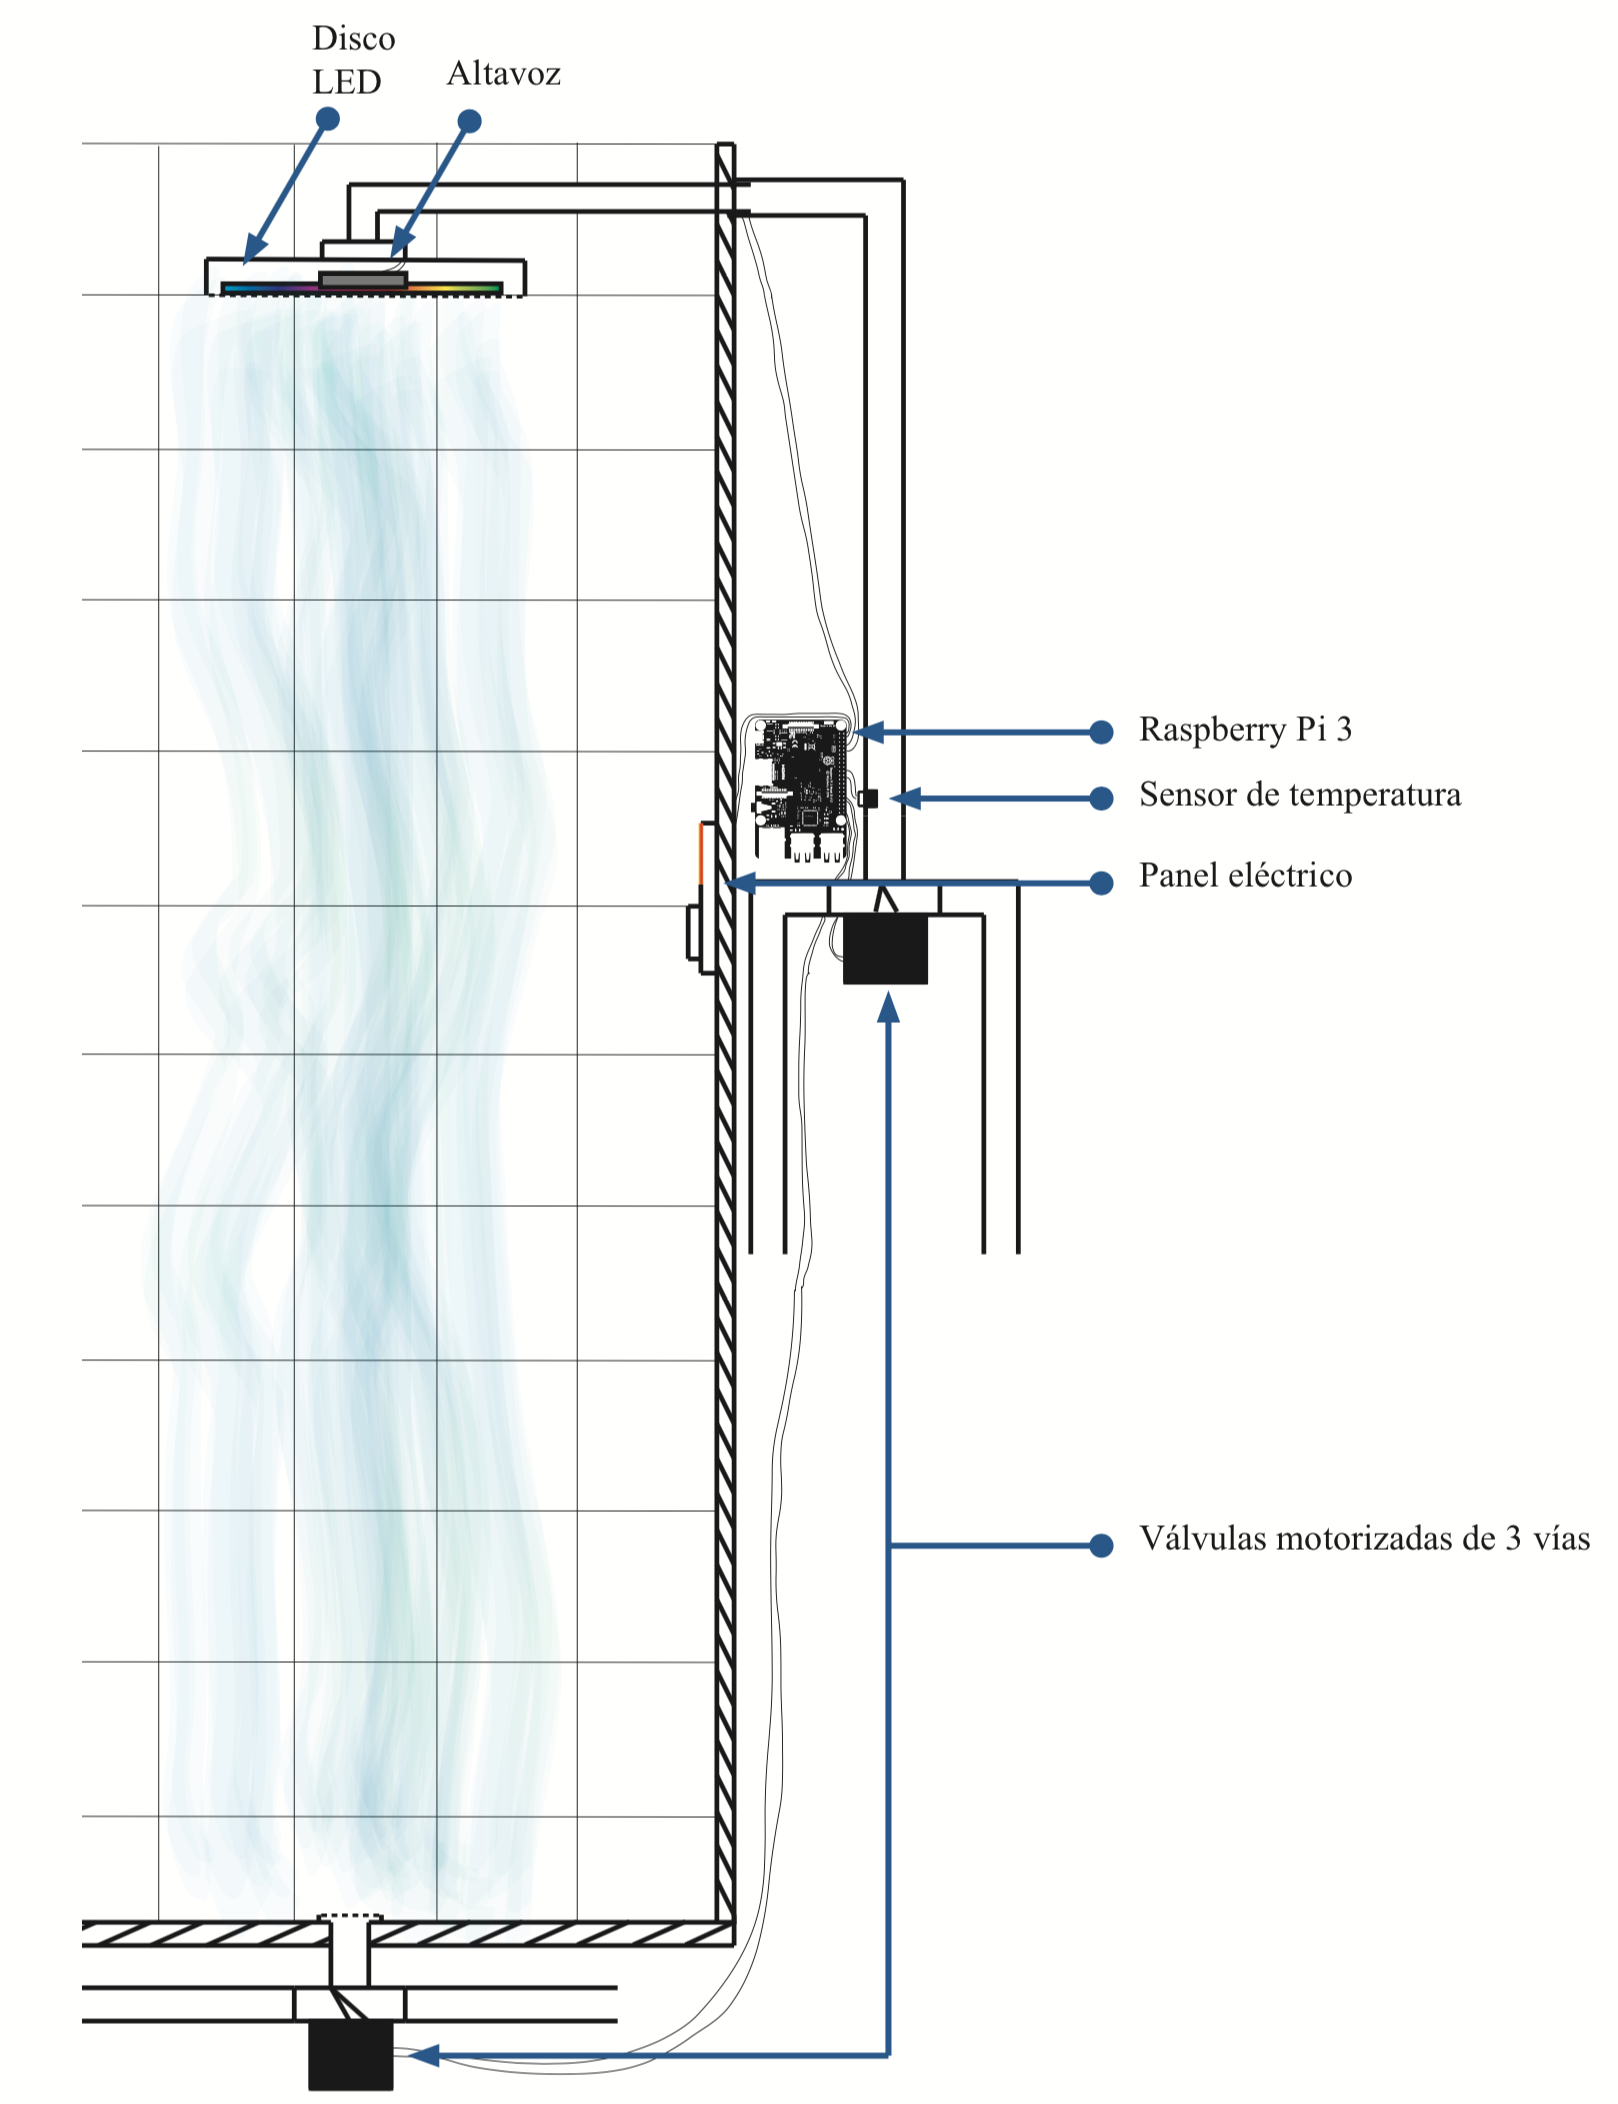 Disco
LED
Altavoz
Raspberry Pi 3
Sensor de temperatura
Panel eléctrico
Válvulas motorizadas de 3 vías